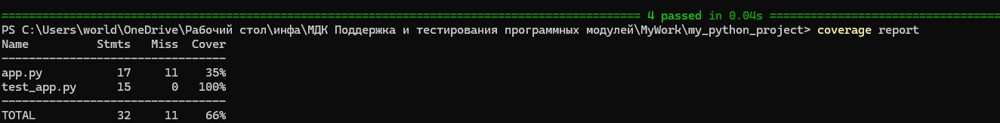 ============================================================================================== 4 passed in 0.04s ==================================
PS C:\Users\world\OneDrive\Рабочий стол\инфа\МДК Поддержка и тестирования программных модулей\MyWork\my_python_project> coverage report
Name          Stmts   Miss  Cover
---------------------------------
app.py           17     11    35%
test_app.py      15      0   100%
---------------------------------
TOTAL            32     11    66%